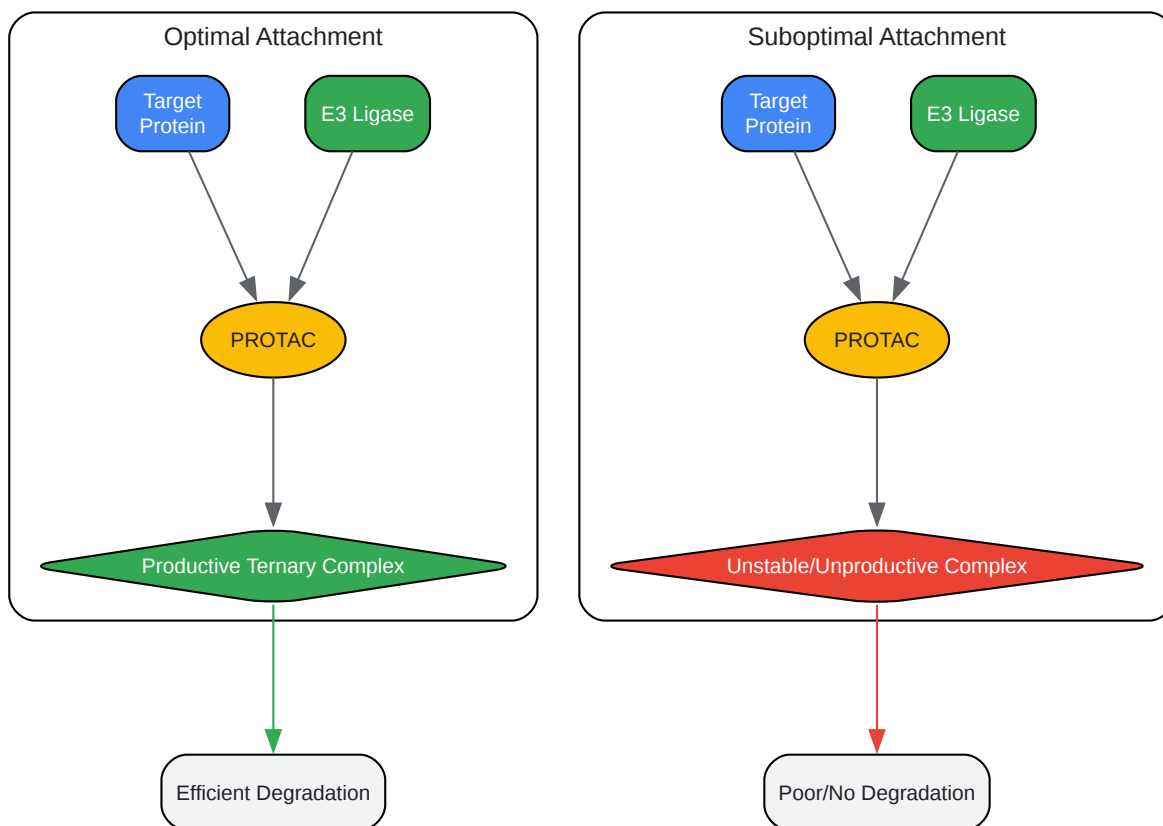 Optimal Attachment
Target
Protein
E3 Ligase
PROTAC
Productive Ternary Complex
Efficient Degradation
Suboptimal Attachment
Target
Protein
E3 Ligase
PROTAC
Unstable/Unproductive Complex
Poor/No Degradation